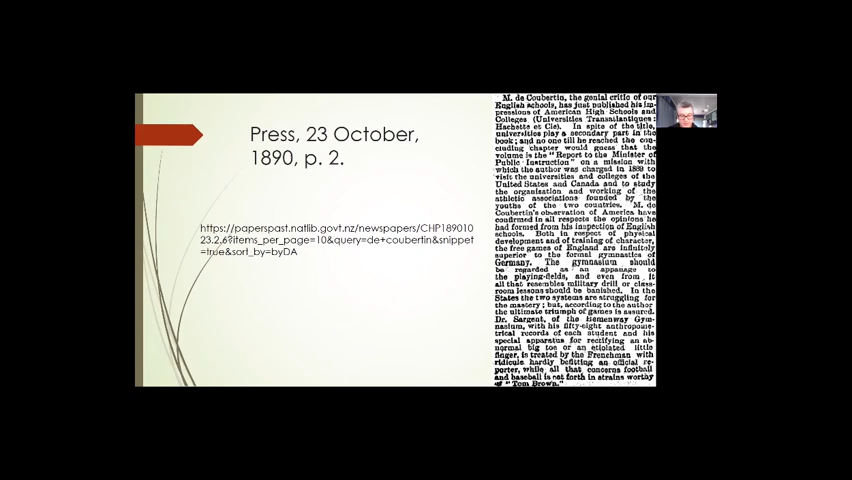 Press, 23 October,
1890, p. 2.
https://paperspast.natlib.govt.nz/newspapers/CHP189010
23.2.6?items_per_page=10&query=de+coubertin&snippet
=true&sort_by=byDA
M. de Coubertin, the genial critic of our
English schools, has just published his im-
pressions of American High Schools and
Colleges (Universites Transatlantiques :
Hachette et Cie). In spite of the title,
universities play a secondary part in the
book ; and no one till he reached the con-
cluding chapter would guess that the
volume is the "Report to the Minister of
Public Instruction" on a mission with
which the author was charged in 1889 to
visit the universities and colleges of the
United States and Canada and to study
the organisation and working of the
athletic associations founded by the
youths of the two countries. M. de
Coubertin's observation of America have
confirmed in all respects the opinions he
had formed from his inspection of English
schools. Both in respect of physical
development and of training of character,
the free games of England are infinitely
superior to the formal gymnastics of
Germany. The gymnasium should
be regarded as an appanage to
the playing-fields, and even from it
all that resembles military drill or class-
room lessons should be banished. In the
States the two systems are struggling for
the mastery ; but, according to the author
the ultimate triumph of games is assured.
Dr. Sargent, of the Hemenway Gym-
nasium, with his fifty-eight anthropome-
trical records of each student and his
special apparatus for rectifying an ab-
normal big toe or an etiolated little
finger, is treated by the Frenchman with
ridicule hardly befitting an official re-
porter, while all that concerns football
and baseball is set forth in strains worthy
of "Tom Brown."